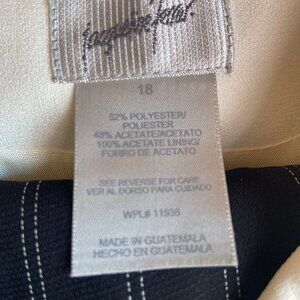 18
52% POLYESTER/
POLIESTER
48% ACETATE/ACETATO
100% ACETATE LINING/
FORRO DE ACETATO
SEE REVERSE FOR CARE
VER AL DORSO PARA CUIDADO
WPL# 11935
MADE IN GUATEMALA
HECHO EN GUATEMALA